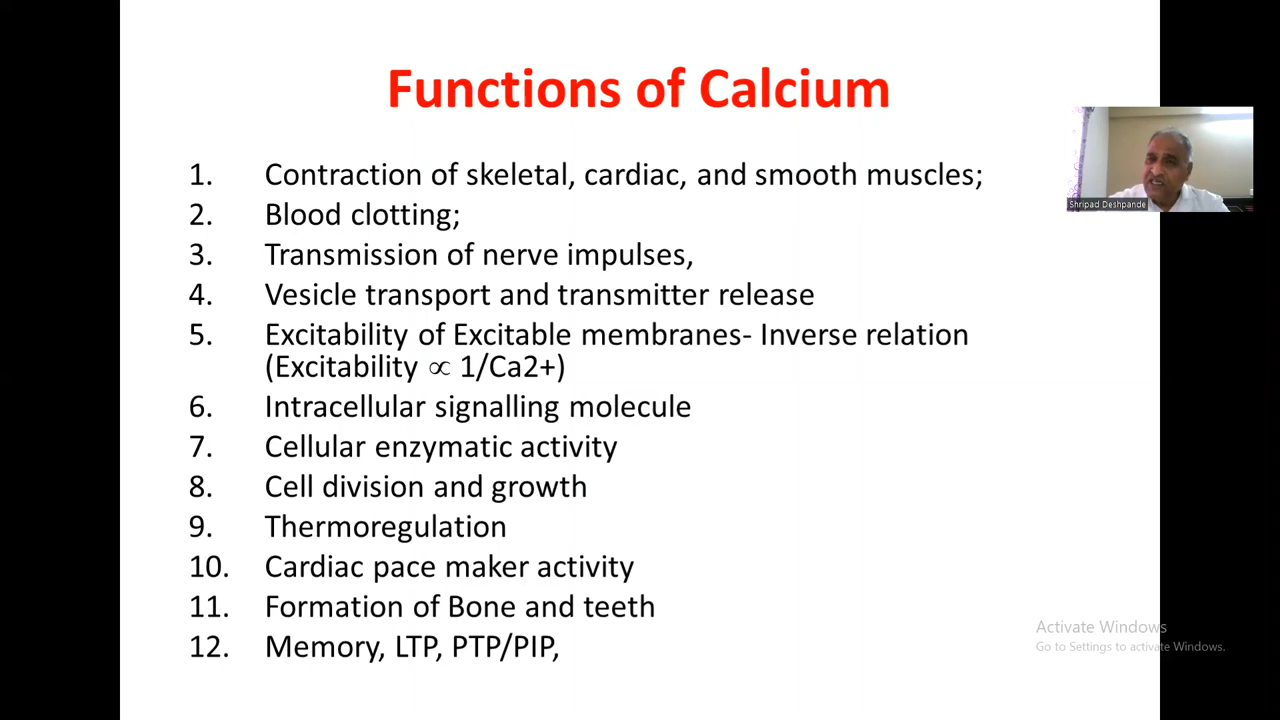 Functions of Calcium
1. Contraction of skeletal, cardiac, and smooth muscles;
2. Blood clotting;
3. Transmission of nerve impulses,
4. Vesicle transport and transmitter release
5. Excitability of Excitable membranes- Inverse relation
(Excitability ∝ 1/Ca2+)
6. Intracellular signalling molecule
7. Cellular enzymatic activity
8. Cell division and growth
9. Thermoregulation
10. Cardiac pace maker activity
11. Formation of Bone and teeth
12. Memory, LTP, PTP/PIP,
Shripad Deshpande
Activate Windows
Go to Settings to activate Windows.